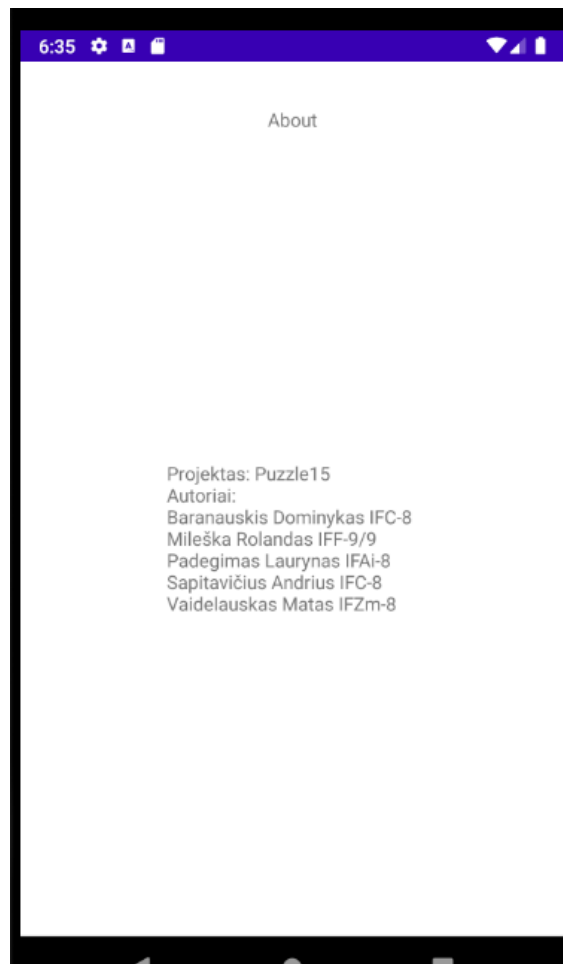 6:35
About
Projektas: Puzzle15
Autoriai:
Baranauskis Dominykas IFC-8
Mileška Rolandas IFF-9/9
Padegimas Laurynas IFAi-8
Sapitavičius Andrius IFC-8
Vaidelauskas Matas IFZm-8